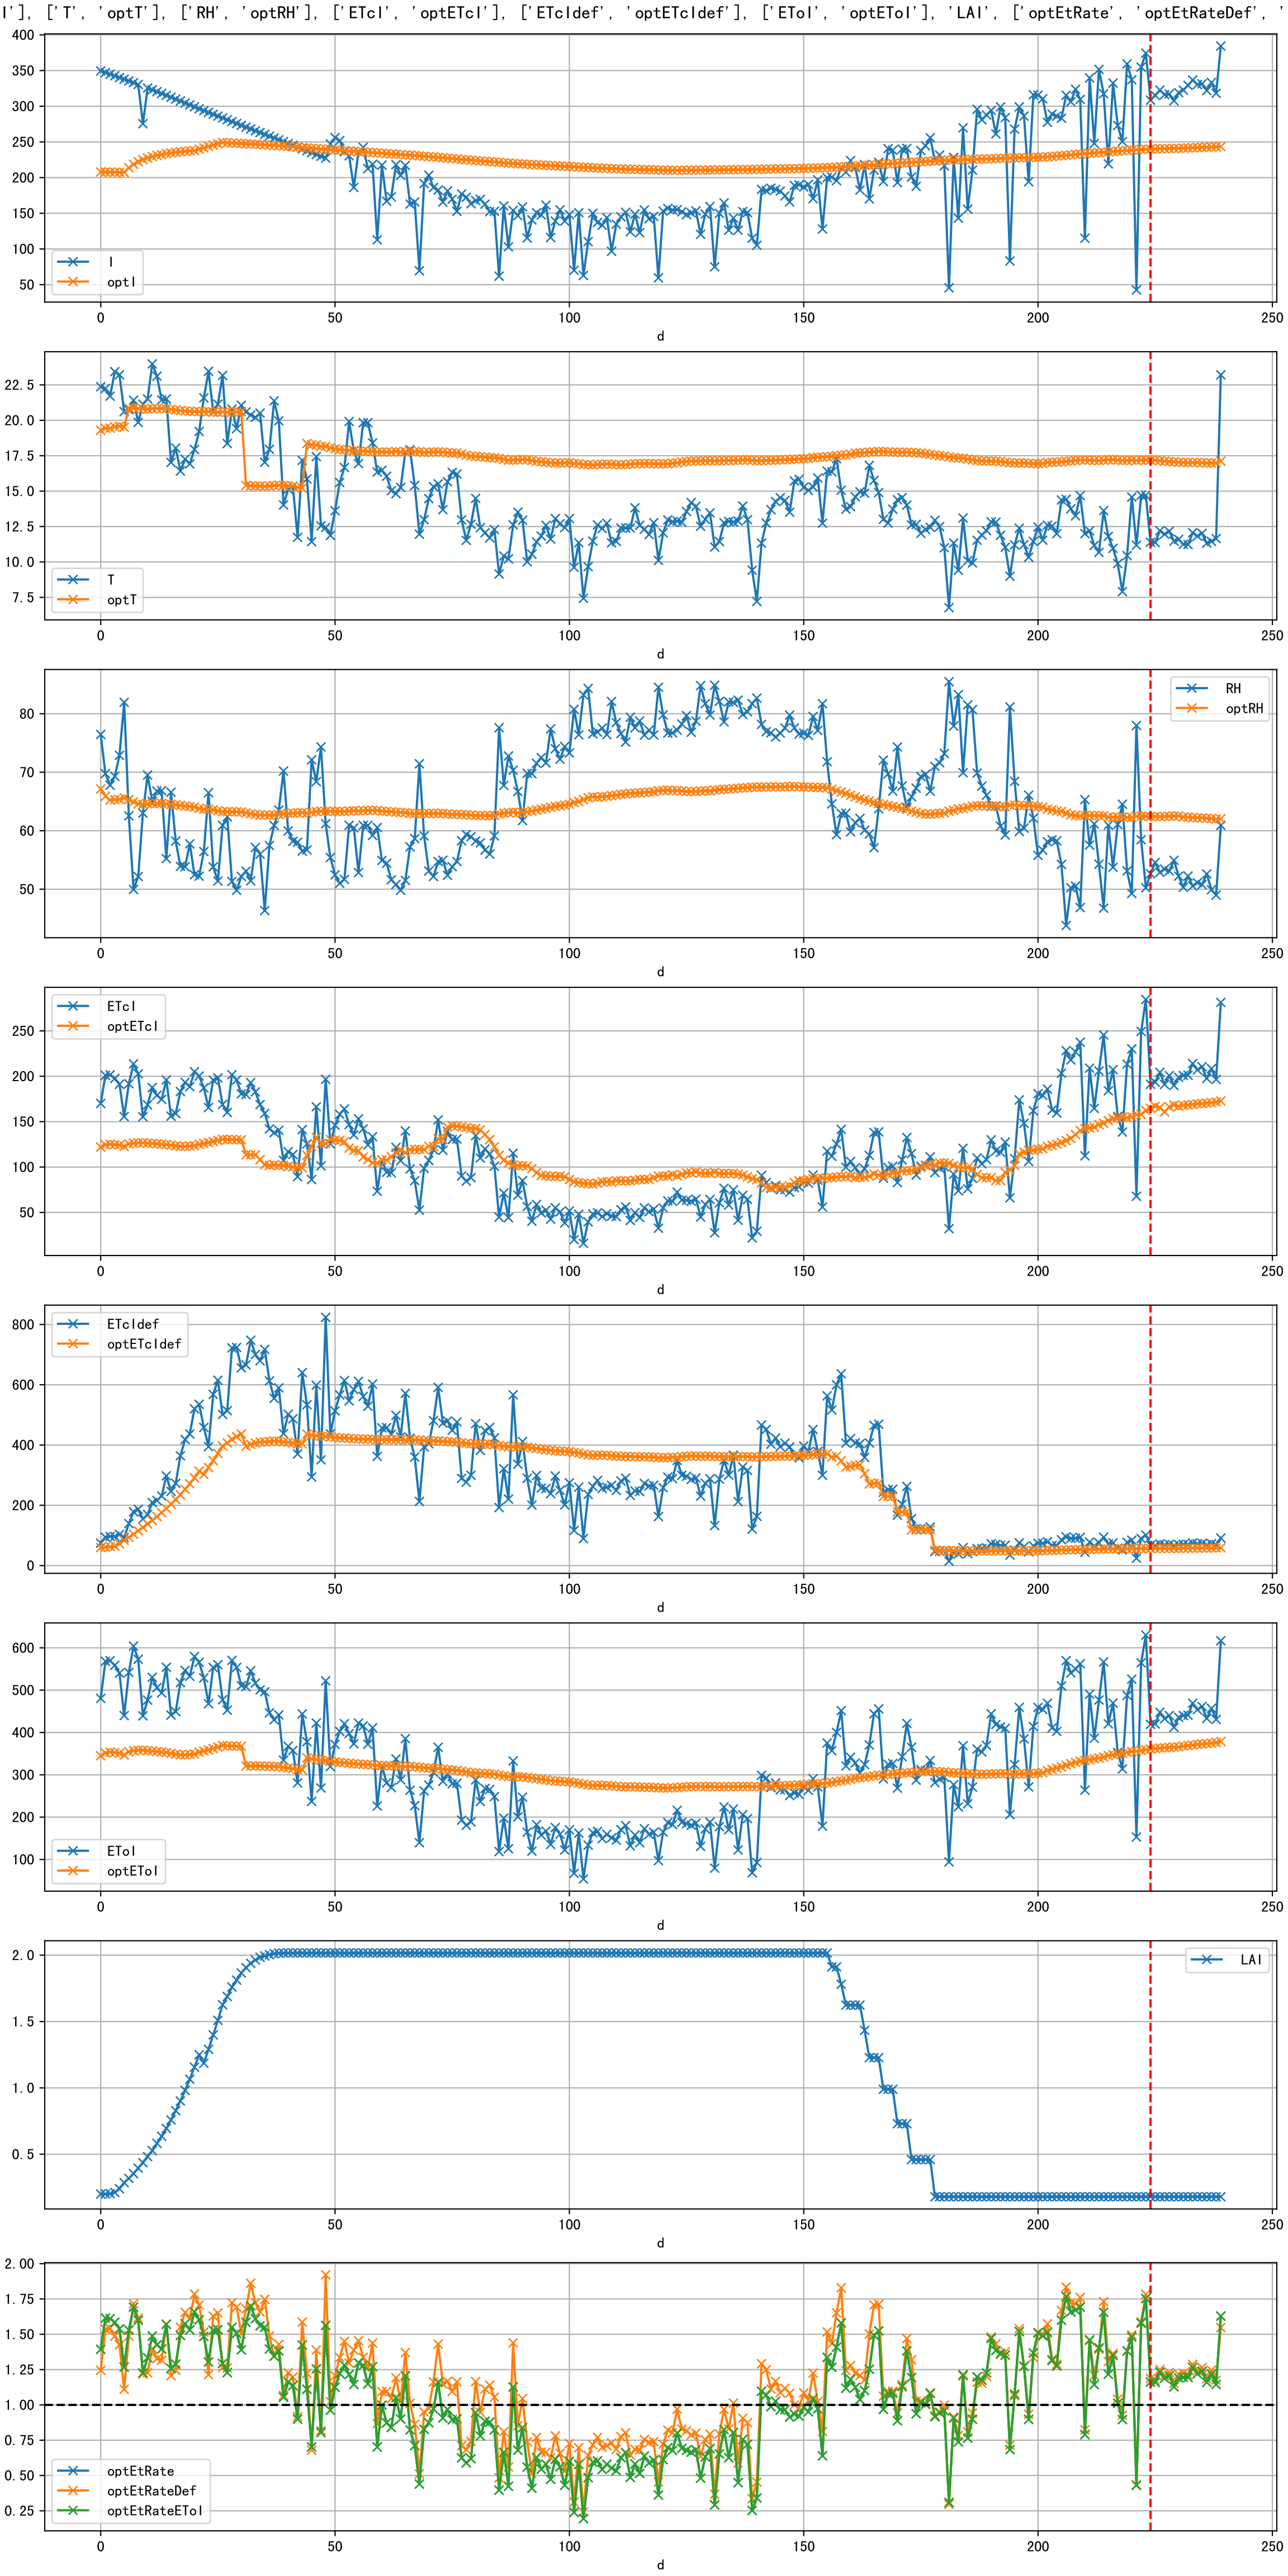 I'], ['T', 'optT'], ['RH', 'optRH'], ['ETcI', 'optETcI'], ['ETcIdef', 'optETcIdef'], ['EToI', 'optEToI'], 'LAI', ['optEtRate', 'optEtRateDef', '
400
350
300
250
200
150
100
50
I
optI
0 50 100 150 200 250
d
22.5
20.0
17.5
15.0
12.5
10.0
7.5
T
optT
0 50 100 150 200 250
d
80
70
60
50
RH
optRH
0 50 100 150 200 250
d
250
200
150
100
50
ETcI
optETcI
0 50 100 150 200 250
d
800
600
400
200
0
ETcIdef
optETcIdef
0 50 100 150 200 250
d
600
500
400
300
200
100
EToI
optEToI
0 50 100 150 200 250
d
2.0
1.5
1.0
0.5
LAI
0 50 100 150 200 250
d
2.00
1.75
1.50
1.25
1.00
0.75
0.50
0.25
optEtRate
optEtRateDef
optEtRateEToI
0 50 100 150 200 250
d